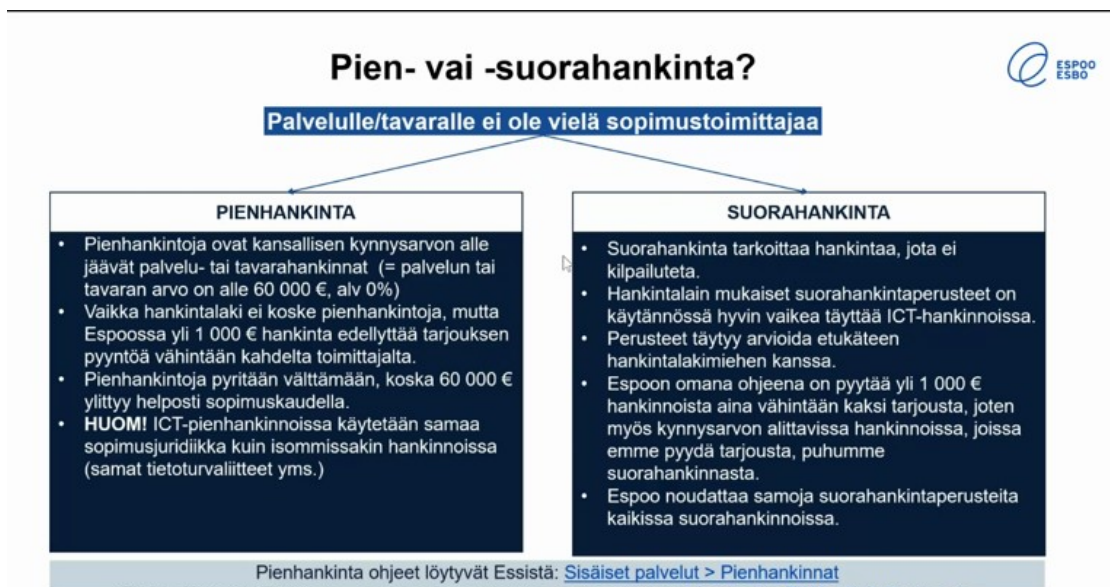 Pien- vai -suorahankinta?
ESPOO
ESBO
Palvelulle/tavaralle ei ole vielä sopimustoimittajaa
PIENHANKINTA
• Pienhankintoja ovat kansallisen kynnysarvon alle
jäävät palvelu- tai tavarahankinnat (= palvelun tai
tavaran arvo on alle 60 000 €, alv 0%)
• Vaikka hankintalaki ei koske pienhankintoja, mutta
Espoossa yli 1 000 € hankinta edellyttää tarjouksen
pyyntöä vähintään kahdelta toimittajalta.
• Pienhankintoja pyritään välttämään, koska 60 000 €
ylittyy helposti sopimuskaudella.
• HUOM! ICT-pienhankinnoissa käytetään samaa
sopimusjuridiikka kuin isommissakin hankinnoissa
(samat tietoturvaliitteet yms.)
SUORAHANKINTA
• Suorahankinta tarkoittaa hankintaa, jota ei
kilpailuteta.
• Hankintalain mukaiset suorahankintaperusteet on
käytännössä hyvin vaikea täyttää ICT-hankinnoissa.
• Perusteet täytyy arvioida etukäteen
hankintalakimiehen kanssa.
• Espoon omana ohjeena on pyytää yli 1 000 €
hankinnoista aina vähintään kaksi tarjousta, joten
myös kynnysarvon alittavissa hankinnoissa, joissa
emme pyydä tarjousta, puhumme
suorahankinnasta.
• Espoo noudattaa samoja suorahankintaperusteita
kaikissa suorahankinnoissa.
Pienhankinta ohjeet löytyvät Essistä: Sisäiset palvelut > Pienhankinnat